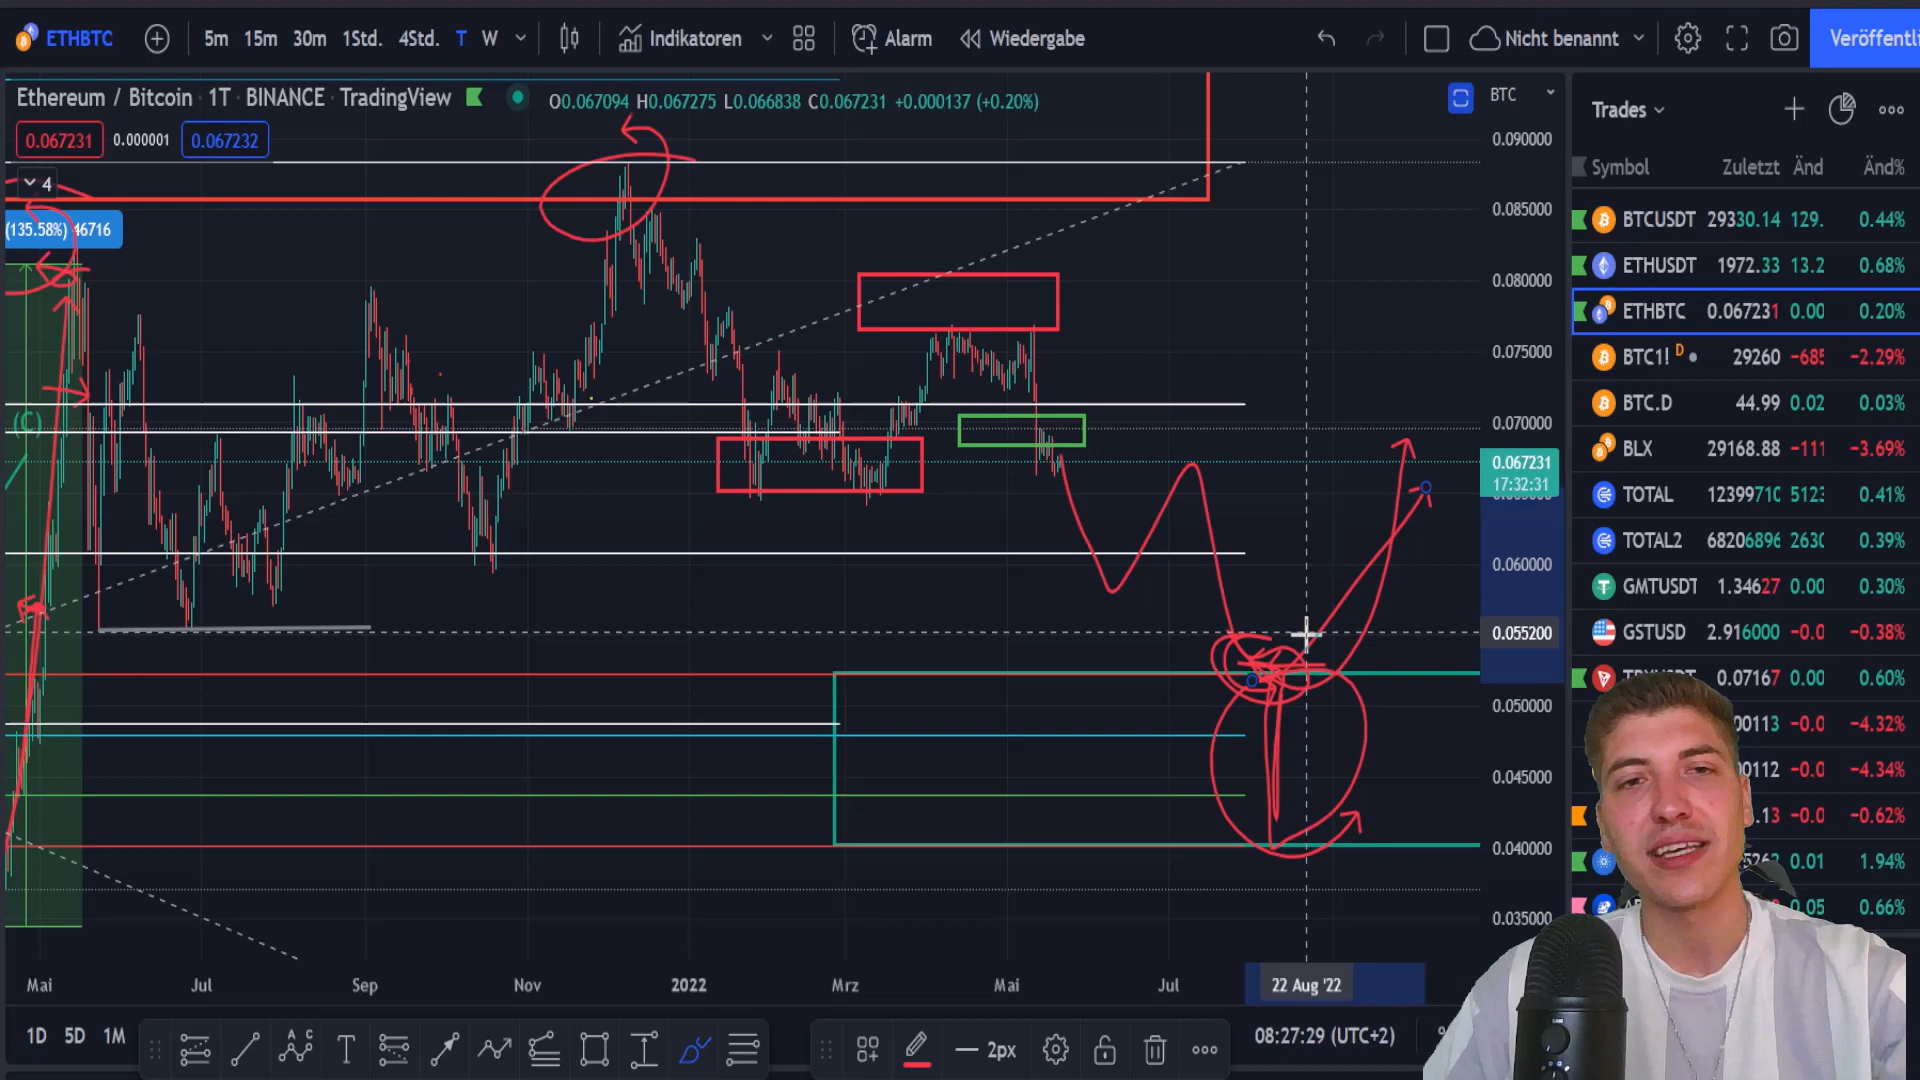 ETHBTC 5m 15m 30m 1Std. 4Std. T W Indikatoren Alarm Wiedergabe Nicht benannt Veröffentli
Ethereum / Bitcoin · 1T · BINANCE · TradingView O0.067094 H0.067275 L0.066838 C0.067231 +0.000137 (+0.20%)
BTC
0.067231 0.000001 0.067232
4
(135.58%) 46716
(C)
0.090000
0.085000
0.080000
0.075000
0.070000
0.067231
17:32:31
0.060000
0.055200
0.050000
0.045000
0.040000
0.035000
Mai Jul Sep Nov 2022 Mrz Mai Jul 22 Aug '22
1D 5D 1M
A C
T
2px
08:27:29 (UTC+2)
Trades
Symbol Zuletzt Änd Änd%
BTCUSDT 29330.14 129. 0.44%
ETHUSDT 1972.33 13.2 0.68%
ETHBTC 0.067231 0.00 0.20%
BTC1! D 29260 −685 −2.29%
BTC.D 44.99 0.02 0.03%
BLX 29168.88 −111 −3.69%
TOTAL 1239971( 5123 0.41%
TOTAL2 68206896 2630 0.39%
GMTUSDT 1.34627 0.00 0.30%
GSTUSD 2.916000 −0.0 −0.38%
0.07167 0.00 0.60%
00113 −0.0 −4.32%
00112 −0.0 −4.34%
.13 −0.0 −0.62%
0.01 1.94%
0.05 0.66%